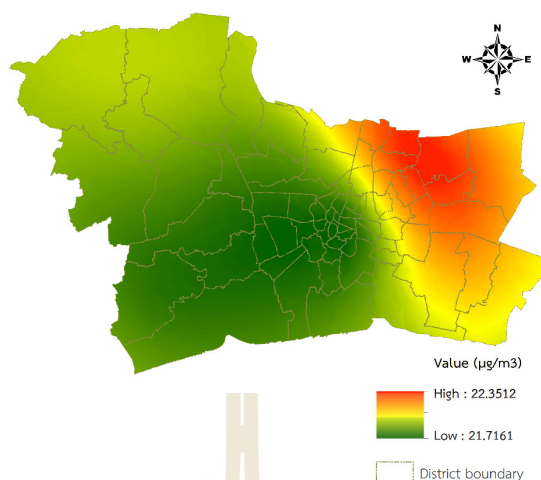 N
W E
S
Value (µg/m3)
High : 22.3512
Low : 21.7161
District boundary